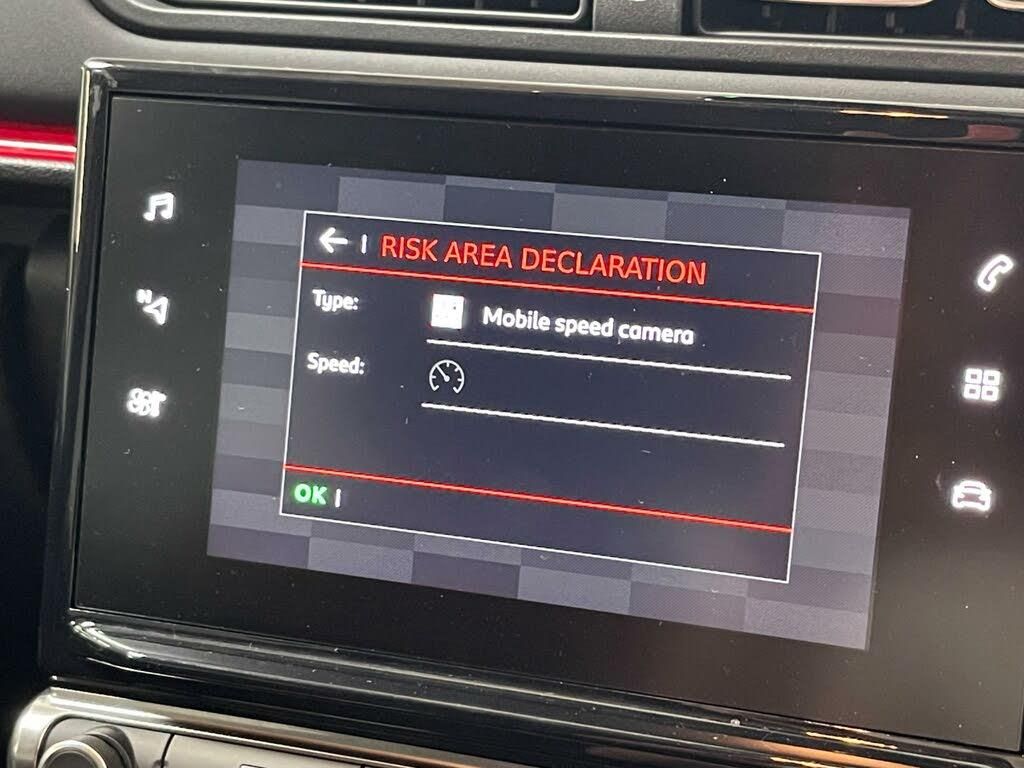 RISK AREA DECLARATION
Type: Mobile speed camera
Speed:
OK